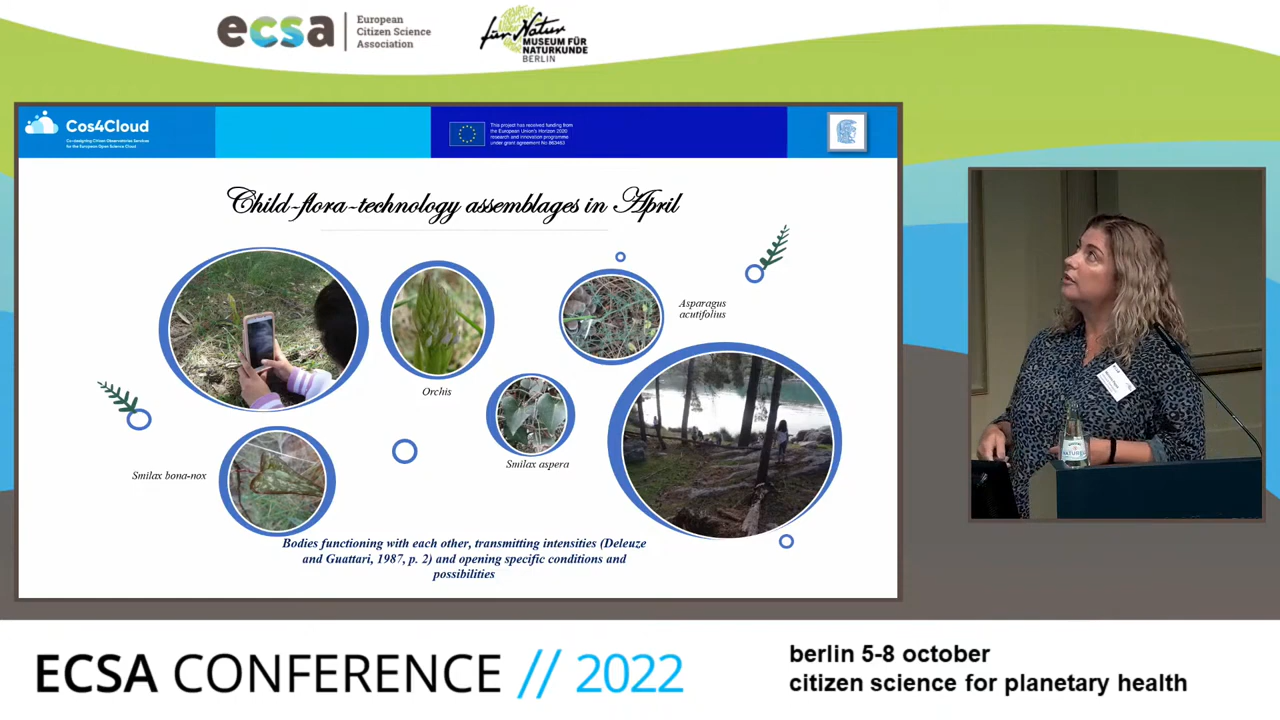 ecsa
European
Citizen Science
Association
für Natur
MUSEUM FÜR
NATURKUNDE
BERLIN
Cos4Cloud
Co-designing Citizen Observatories Services
for the European Open Science Cloud
This project has received funding from
the European Union's Horizon 2020
research and innovation programme
under grant agreement No 863463
Child-flora-technology assemblages in April
Orchis
Asparagus
acutifolius
Smilax aspera
Smilax bona-nox
Bodies functioning with each other, transmitting intensities (Deleuze
and Guattari, 1987, p. 2) and opening specific conditions and
possibilities
ECSA CONFERENCE // 2022
berlin 5-8 october
citizen science for planetary health